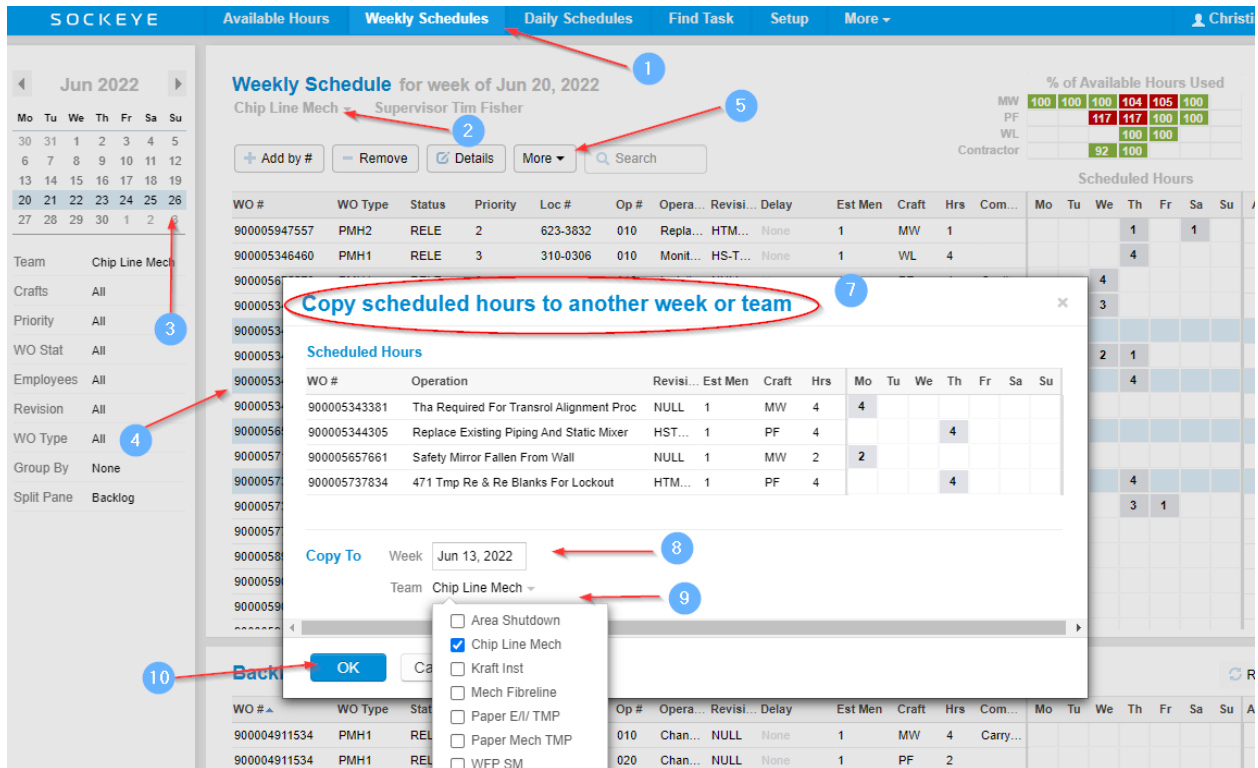 SOCKEYE Available Hours Weekly Schedules Daily Schedules Find Task Setup More Christi
1
Jun 2022
Mo Tu We Th Fr Sa Su
30 31 1 2 3 4 5
6 7 8 9 10 11 12
13 14 15 16 17 18 19
20 21 22 23 24 25 26
27 28 29 30 1 2
Team Chip Line Mech
Crafts All
Priority All
3
WO Stat All
Employees All
Revision All
WO Type All
4
Group By None
Split Pane Backlog
Weekly Schedule for week of Jun 20, 2022
Chip Line Mech Supervisor Tim Fisher
2
5
% of Available Hours Used
MW 100 100 100 104 105 100
PF 117 117 100 100
WL 100 100
Contractor 92 100
Add by # Remove Details More Search
Scheduled Hours
WO # WO Type Status Priority Loc # Op # Opera... Revisi... Delay Est Men Craft Hrs Com... Mo Tu We Th Fr Sa Su A
900005947557 PMH2 RELE 2 623-3832 010 Repla... HTM... None 1 MW 1 1 1
900005346460 PMH1 RELE 3 310-0306 010 Monit... HS-T... None 1 WL 4 4
4
3
2 1
4
4
3 1
7
Copy scheduled hours to another week or team ×
Scheduled Hours
WO # Operation Revisi... Est Men Craft Hrs Mo Tu We Th Fr Sa Su
900005343381 Tha Required For Transrol Alignment Proc NULL 1 MW 4 4
900005344305 Replace Existing Piping And Static Mixer HST... 1 PF 4 4
900005657661 Safety Mirror Fallen From Wall NULL 1 MW 2 2
900005737834 471 Tmp Re & Re Blanks For Lockout HTM... 1 PF 4 4
Copy To Week Jun 13, 2022
8
Team Chip Line Mech
9
Area Shutdown
Chip Line Mech
Kraft Inst
Mech Fibreline
Paper E/I/ TMP
Paper Mech TMP
WFP SM
10
OK
R
WO # WO Type Op # Opera... Revisi... Delay Est Men Craft Hrs Com... Mo Tu We Th Fr Sa Su A
900004911534 PMH1 010 Chan... NULL None 1 MW 4 Carry...
900004911534 PMH1 020 Chan... NULL None 1 PF 2